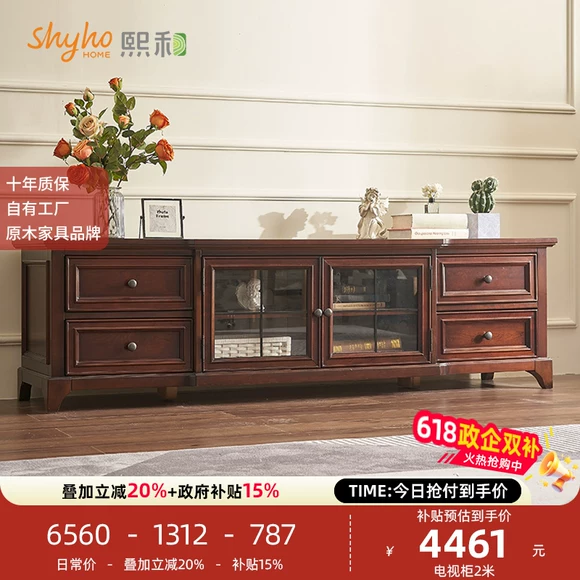 Shyho
HOME 熙和
十年质保
自有工厂
原木家具品牌
618政企双补
火热抢购中
叠加立减20%+政府补贴15%
TIME:今日抢付到手价
6560 - 1312 - 787
日常价 - 叠加立减20% - 补贴15%
补贴预估到手价
¥ 4461 元
电视柜2米